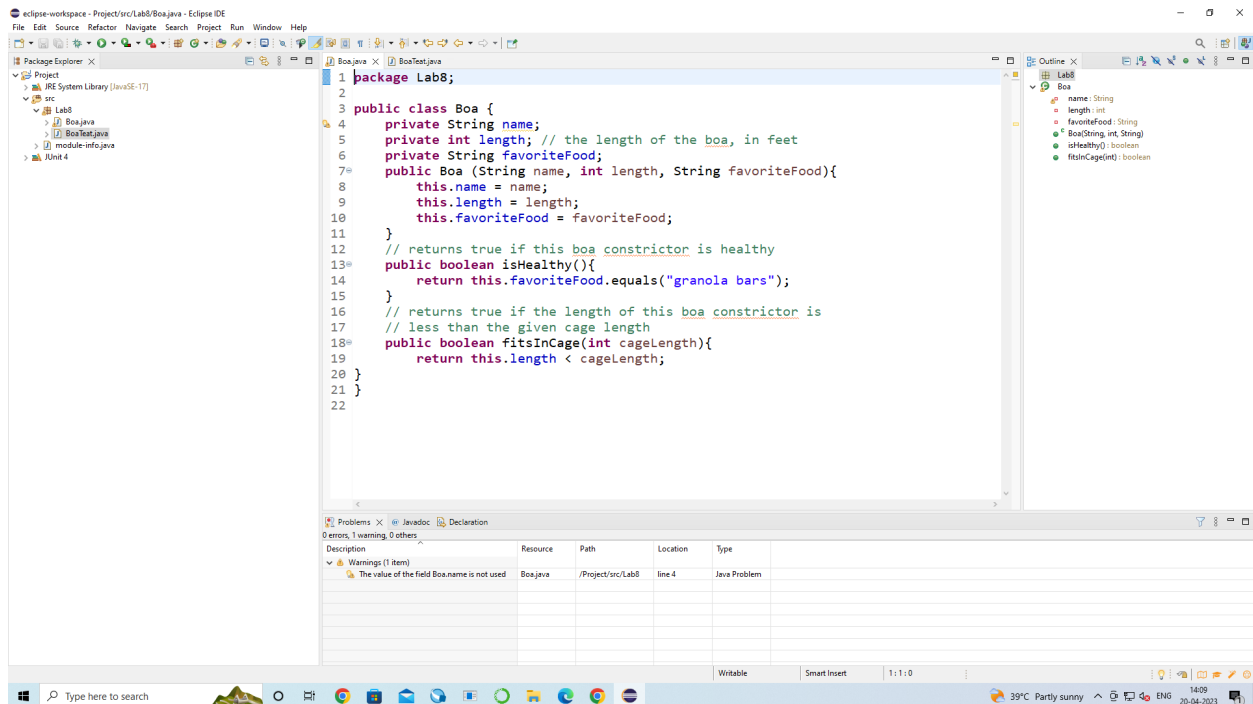 eclipse-workspace - Project/src/Lab8/Boa.java - Eclipse IDE
File Edit Source Refactor Navigate Search Project Run Window Help
Package Explorer
Project
JRE System Library [JavaSE-17]
src
Lab8
Boa.java
BoaTeat.java
module-info.java
JUnit 4
Boa.java BoaTeat.java
1 package Lab8;
2
3 public class Boa {
4 private String name;
5 private int length; // the length of the boa, in feet
6 private String favoriteFood;
7 public Boa (String name, int length, String favoriteFood){
8 this.name = name;
9 this.length = length;
10 this.favoriteFood = favoriteFood;
11 }
12 // returns true if this boa constrictor is healthy
13 public boolean isHealthy(){
14 return this.favoriteFood.equals("granola bars");
15 }
16 // returns true if the length of this boa constrictor is
17 // less than the given cage length
18 public boolean fitsInCage(int cageLength){
19 return this.length < cageLength;
20 }
21 }
22
Outline
Lab8
Boa
name : String
length : int
favoriteFood : String
Boa(String, int, String)
isHealthy() : boolean
fitsInCage(int) : boolean
Problems Javadoc Declaration
0 errors, 1 warning, 0 others
Description Resource Path Location Type
Warnings (1 item)
The value of the field Boa.name is not used Boa.java /Project/src/Lab8 line 4 Java Problem
Writable Smart Insert 1 : 1 : 0
Type here to search
39°C Partly sunny ENG 14:09
20-04-2023